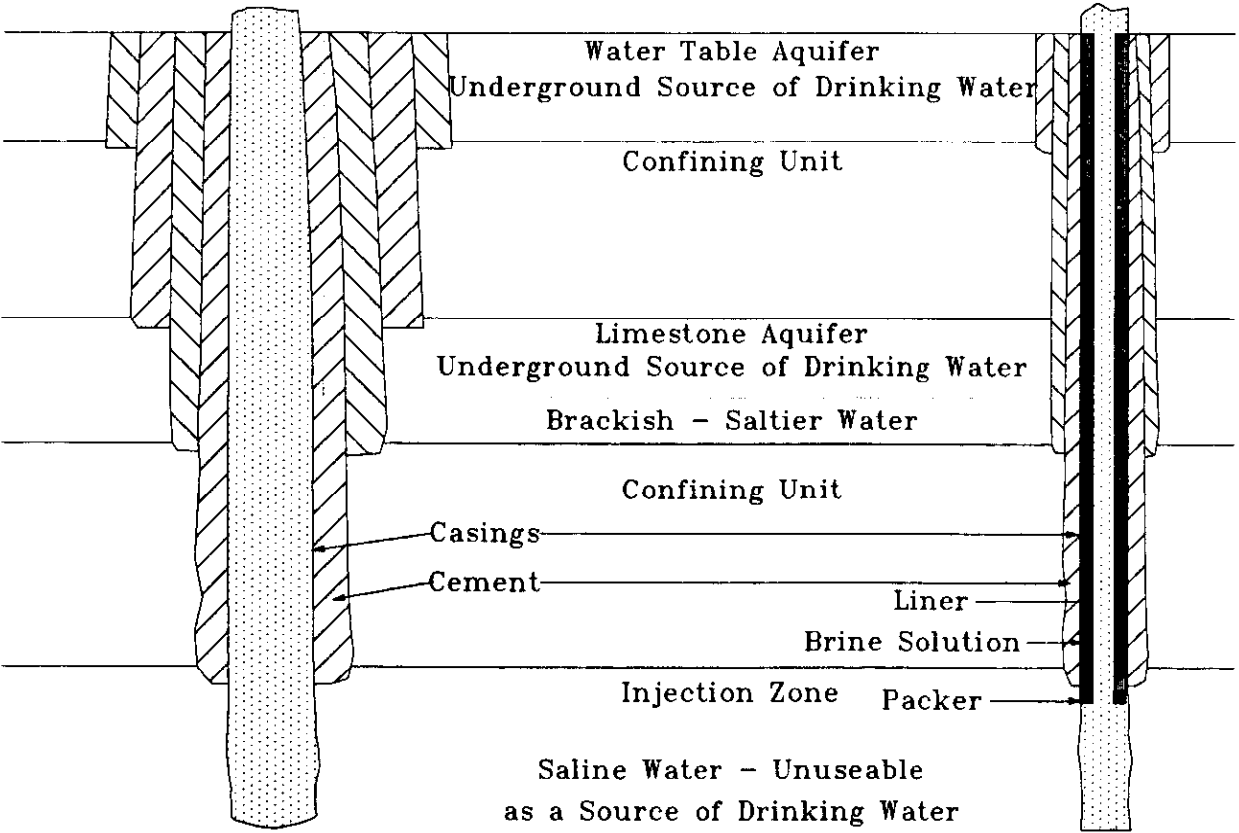 Water Table Aquifer
Underground Source of Drinking Water
Confining Unit
Limestone Aquifer
Underground Source of Drinking Water
Brackish – Saltier Water
Confining Unit
Casings
Cement
Liner
Brine Solution
Injection Zone
Packer
Saline Water – Unuseable
as a Source of Drinking Water